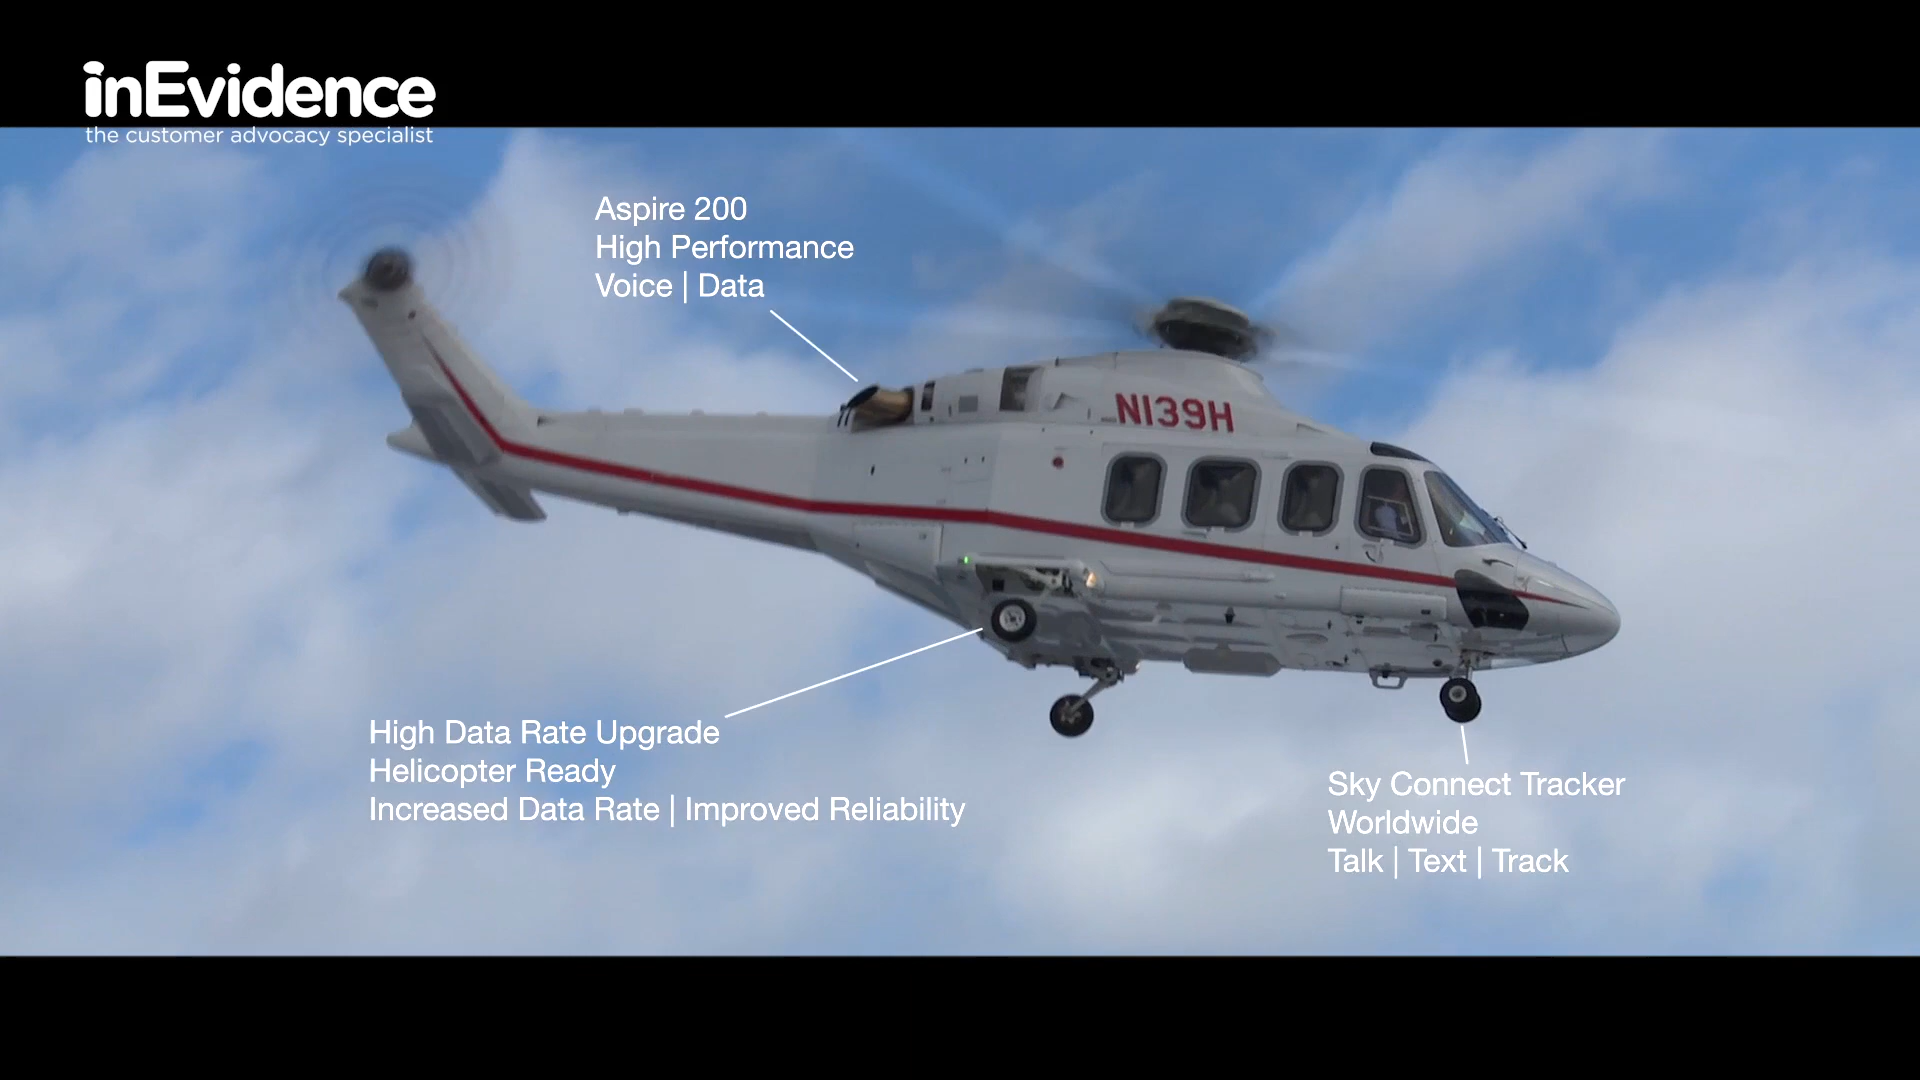 inEvidence
the customer advocacy specialist
Aspire 200
High Performance
Voice | Data
N139H
High Data Rate Upgrade
Helicopter Ready
Increased Data Rate | Improved Reliability
Sky Connect Tracker
Worldwide
Talk | Text | Track